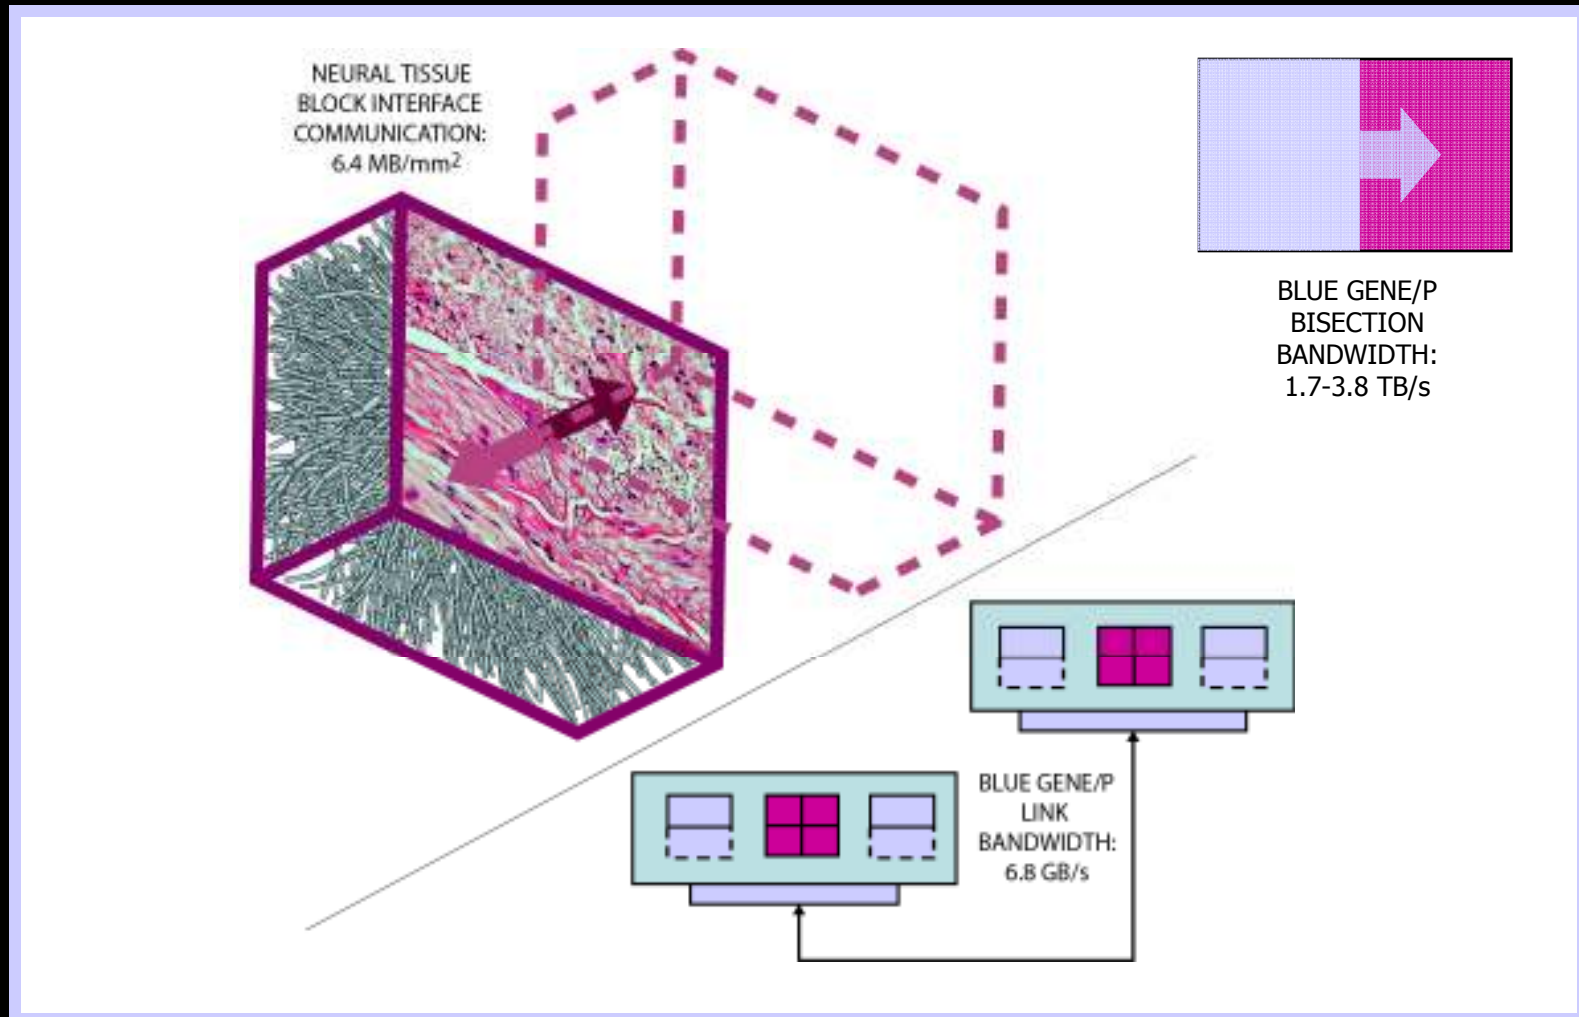 NEURAL TISSUE
BLOCK INTERFACE
COMMUNICATION:
6.4 MB/mm²
BLUE GENE/P
BISECTION
BANDWIDTH:
1.7-3.8 TB/s
BLUE GENE/P
LINK
BANDWIDTH:
6.8 GB/s